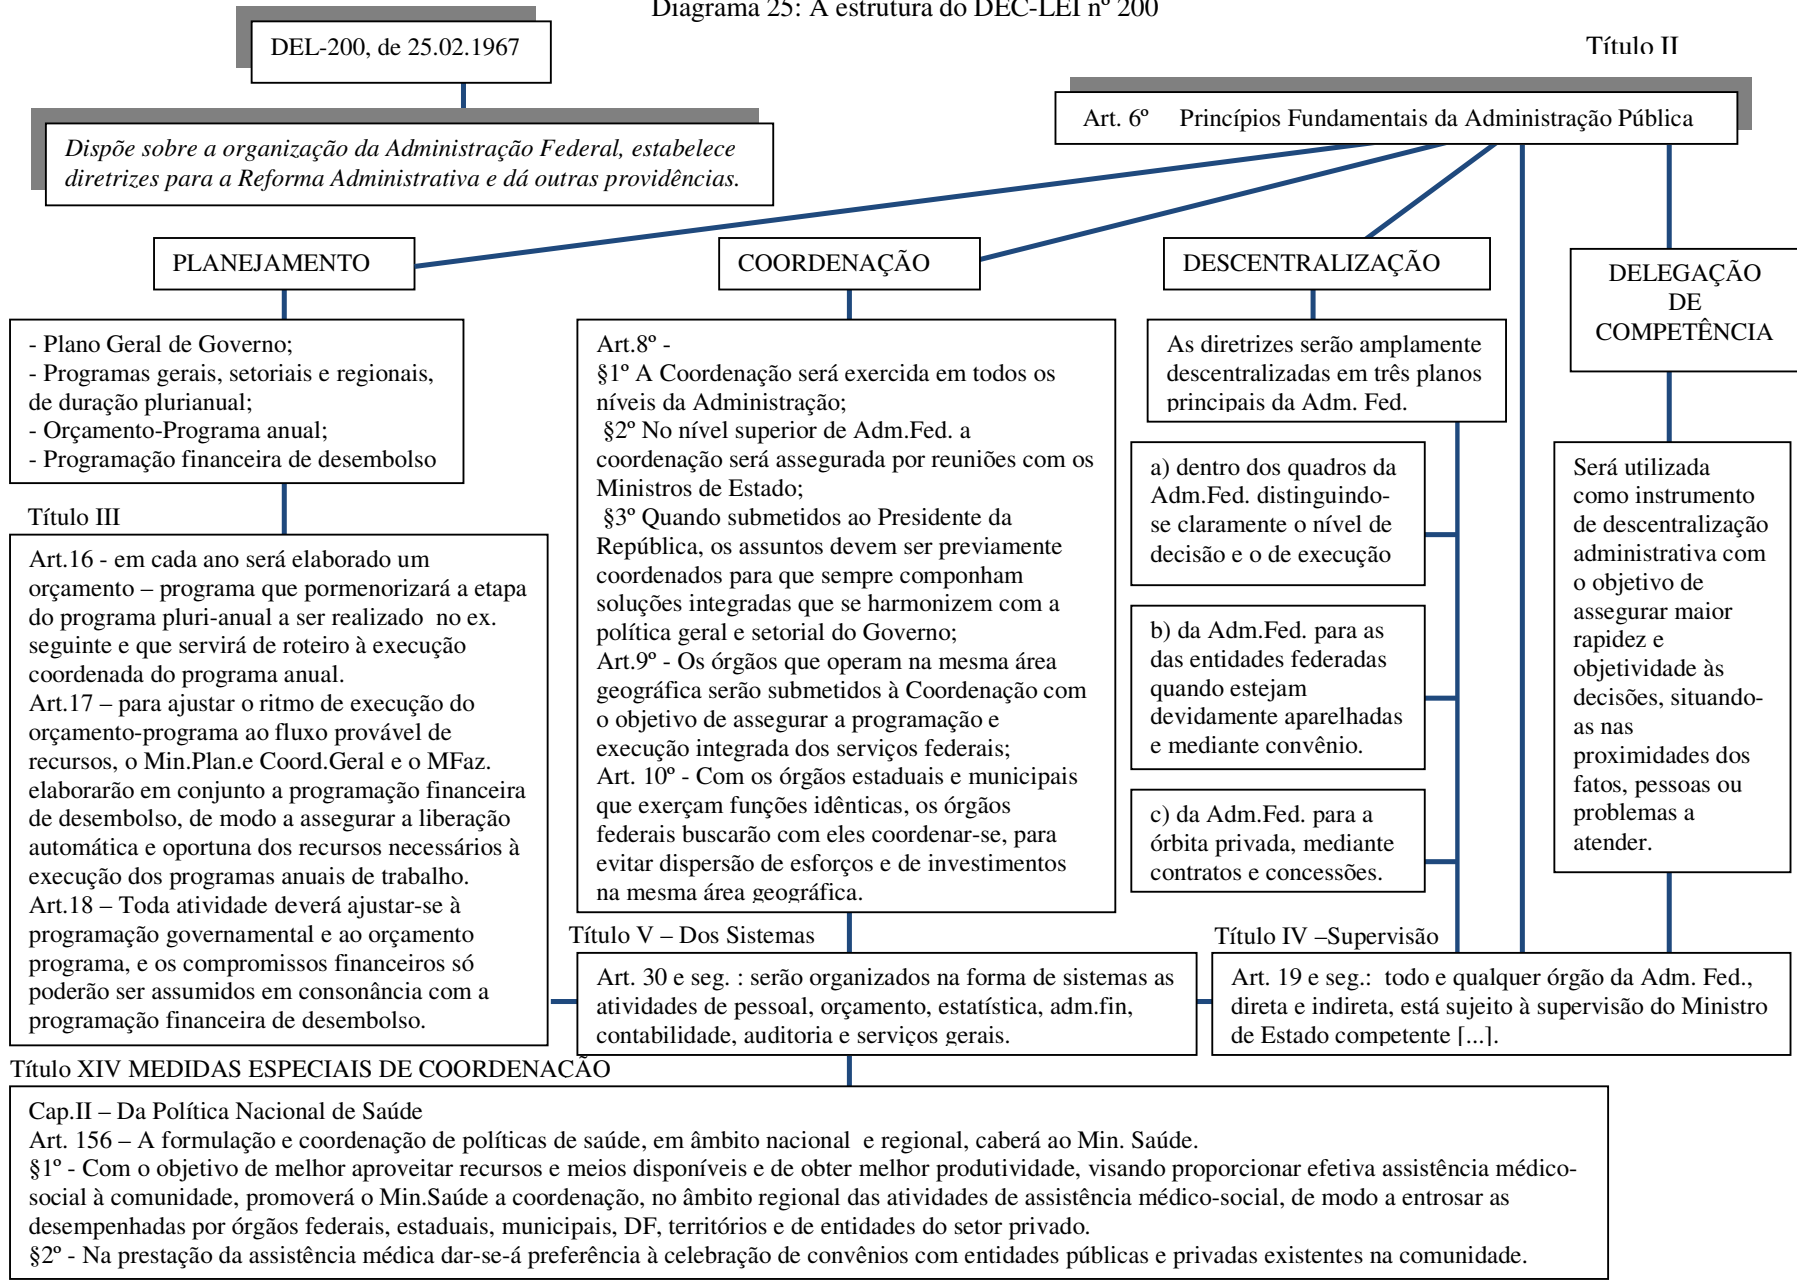 Diagrama 25: A estrutura do DEC-LEI nº 200
DEL-200, de 25.02.1967
Dispõe sobre a organização da Administração Federal, estabelece
diretrizes para a Reforma Administrativa e dá outras providências.
Título II
Art. 6º Princípios Fundamentais da Administração Pública
PLANEJAMENTO
- Plano Geral de Governo;
- Programas gerais, setoriais e regionais,
de duração plurianual;
- Orçamento-Programa anual;
- Programação financeira de desembolso
Título III
Art.16 - em cada ano será elaborado um
orçamento – programa que pormenorizará a etapa
do programa pluri-anual a ser realizado no ex.
seguinte e que servirá de roteiro à execução
coordenada do programa anual.
Art.17 – para ajustar o ritmo de execução do
orçamento-programa ao fluxo provável de
recursos, o Min.Plan.e Coord.Geral e o MFaz.
elaborarão em conjunto a programação financeira
de desembolso, de modo a assegurar a liberação
automática e oportuna dos recursos necessários à
execução dos programas anuais de trabalho.
Art.18 – Toda atividade deverá ajustar-se à
programação governamental e ao orçamento
programa, e os compromissos financeiros só
poderão ser assumidos em consonância com a
programação financeira de desembolso.
COORDENAÇÃO
Art.8º -
§1º A Coordenação será exercida em todos os
níveis da Administração;
§2º No nível superior de Adm.Fed. a
coordenação será assegurada por reuniões com os
Ministros de Estado;
§3º Quando submetidos ao Presidente da
República, os assuntos devem ser previamente
coordenados para que sempre componham
soluções integradas que se harmonizem com a
política geral e setorial do Governo;
Art.9º - Os órgãos que operam na mesma área
geográfica serão submetidos à Coordenação com
o objetivo de assegurar a programação e
execução integrada dos serviços federais;
Art. 10º - Com os órgãos estaduais e municipais
que exerçam funções idênticas, os órgãos
federais buscarão com eles coordenar-se, para
evitar dispersão de esforços e de investimentos
na mesma área geográfica.
DESCENTRALIZAÇÃO
As diretrizes serão amplamente
descentralizadas em três planos
principais da Adm. Fed.
a) dentro dos quadros da
Adm.Fed. distinguindo-
se claramente o nível de
decisão e o de execução
b) da Adm.Fed. para as
das entidades federadas
quando estejam
devidamente aparelhadas
e mediante convênio.
c) da Adm.Fed. para a
órbita privada, mediante
contratos e concessões.
DELEGAÇÃO
DE
COMPETÊNCIA
Será utilizada
como instrumento
de descentralização
administrativa com
o objetivo de
assegurar maior
rapidez e
objetividade às
decisões, situando-
as nas
proximidades dos
fatos, pessoas ou
problemas a
atender.
Título V – Dos Sistemas
Art. 30 e seg. : serão organizados na forma de sistemas as
atividades de pessoal, orçamento, estatística, adm.fin,
contabilidade, auditoria e serviços gerais.
Título IV –Supervisão
Art. 19 e seg.: todo e qualquer órgão da Adm. Fed.,
direta e indireta, está sujeito à supervisão do Ministro
de Estado competente [...].
Título XIV MEDIDAS ESPECIAIS DE COORDENACÃO
Cap.II – Da Política Nacional de Saúde
Art. 156 – A formulação e coordenação de políticas de saúde, em âmbito nacional e regional, caberá ao Min. Saúde.
§1º - Com o objetivo de melhor aproveitar recursos e meios disponíveis e de obter melhor produtividade, visando proporcionar efetiva assistência médico-
social à comunidade, promoverá o Min.Saúde a coordenação, no âmbito regional das atividades de assistência médico-social, de modo a entrosar as
desempenhadas por órgãos federais, estaduais, municipais, DF, territórios e de entidades do setor privado.
§2º - Na prestação da assistência médica dar-se-á preferência à celebração de convênios com entidades públicas e privadas existentes na comunidade.